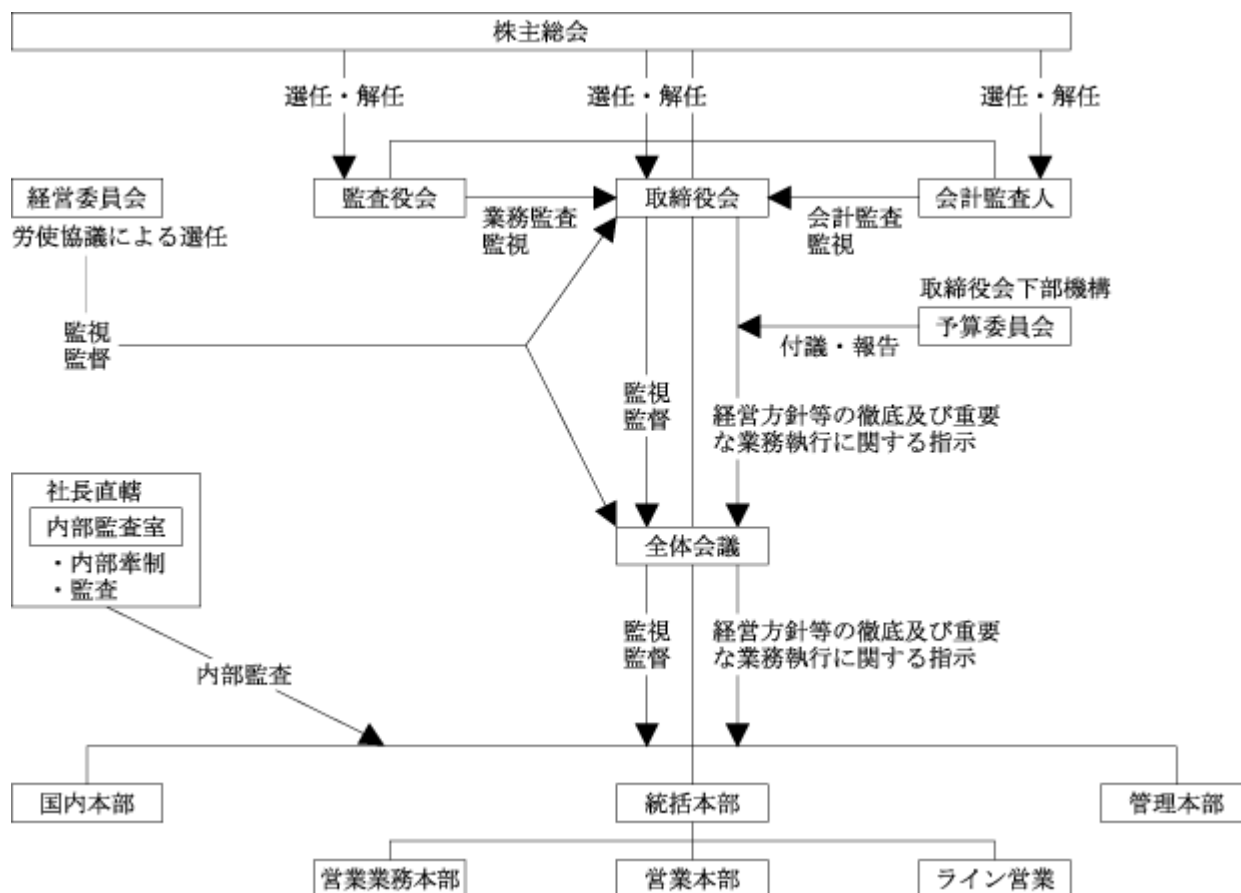 株主総会
選任・解任
選任・解任
選任・解任
経営委員会
労使協議による選任
監査役会
取締役会
会計監査人
業務監査
監視
会計監査
監視
取締役会下部機構
予算委員会
付議・報告
監視
監督
監視
監督
経営方針等の徹底及び重要
な業務執行に関する指示
社長直轄
内部監査室
・内部牽制
・監査
全体会議
内部監査
監視
監督
経営方針等の徹底及び重要
な業務執行に関する指示
国内本部
統括本部
管理本部
営業業務本部
営業本部
ライン営業